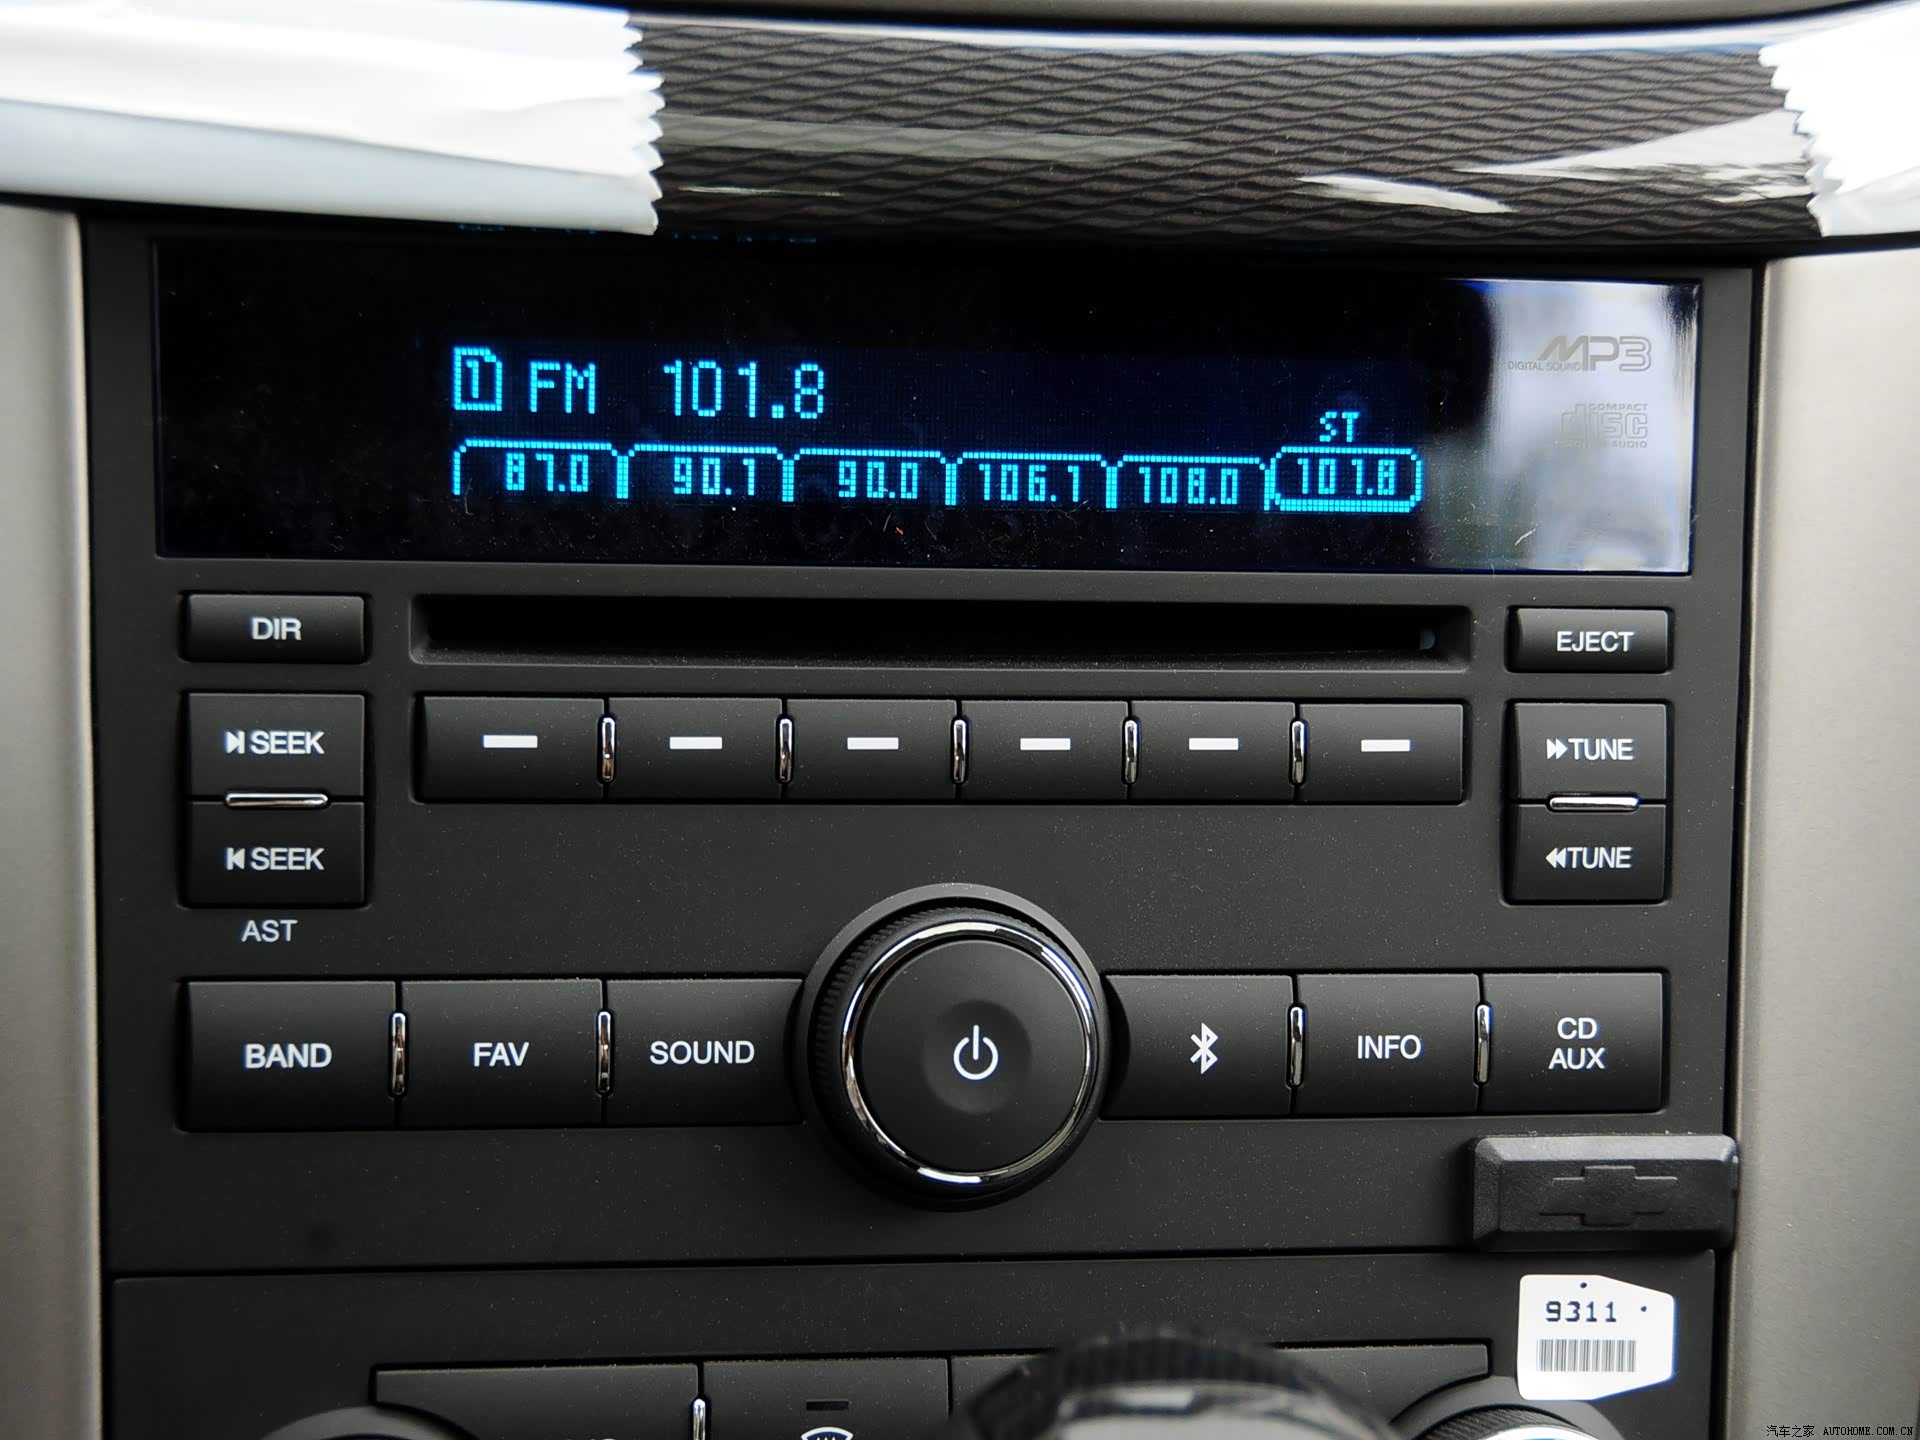 1 FM 101.8
MP3
DIGITAL SOUND
COMPACT
disc
AUDIO
ST
87.0 90.1 90.0 106.1 108.0 101.8
DIR
EJECT
SEEK
TUNE
SEEK
TUNE
AST
BAND
FAV
SOUND
INFO
CD
AUX
9311
汽车之家 AUTOHOME.COM.CN